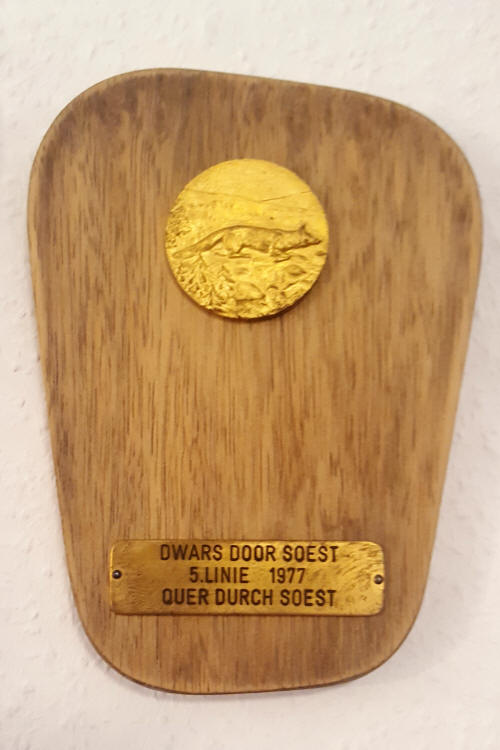 DWARS DOOR SOEST
5.LINIE 1977
QUER DURCH SOEST